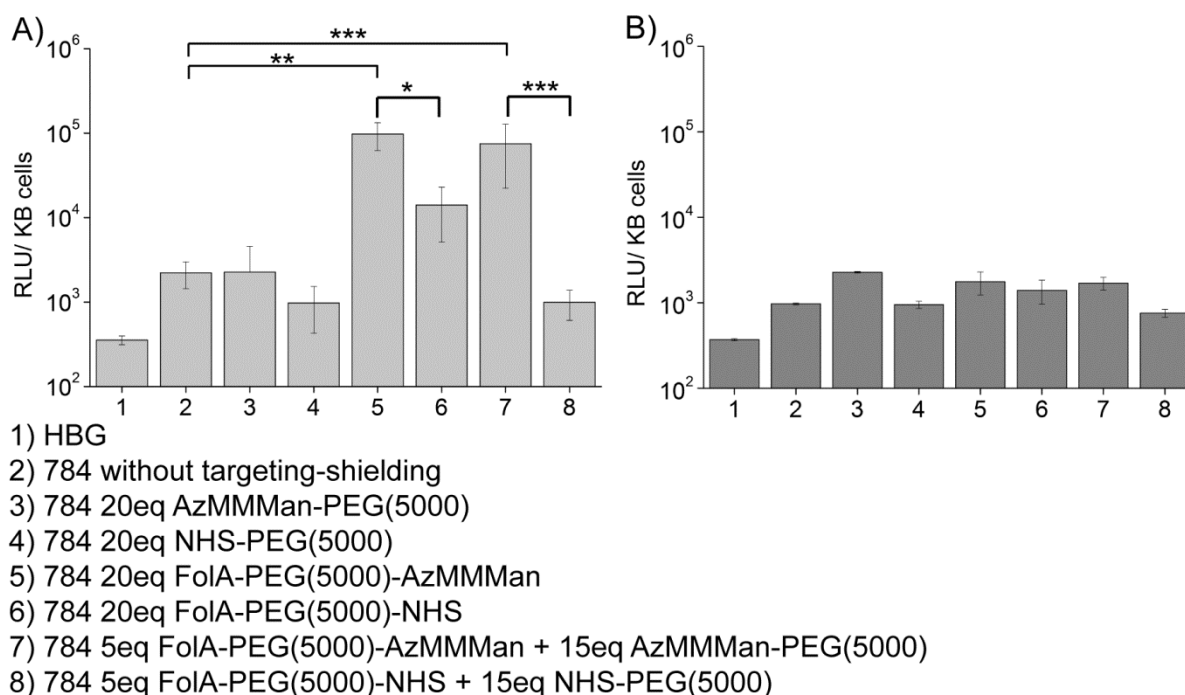 A)
RLU/ KB cells
10^6
10^5
10^4
10^3
10^2
***
**
*
***
1 2 3 4 5 6 7 8
B)
RLU/ KB cells
10^6
10^5
10^4
10^3
10^2
1 2 3 4 5 6 7 8
1) HBG
2) 784 without targeting-shielding
3) 784 20eq AzMMMan-PEG(5000)
4) 784 20eq NHS-PEG(5000)
5) 784 20eq FolA-PEG(5000)-AzMMMan
6) 784 20eq FolA-PEG(5000)-NHS
7) 784 5eq FolA-PEG(5000)-AzMMMan + 15eq AzMMMan-PEG(5000)
8) 784 5eq FolA-PEG(5000)-NHS + 15eq NHS-PEG(5000)